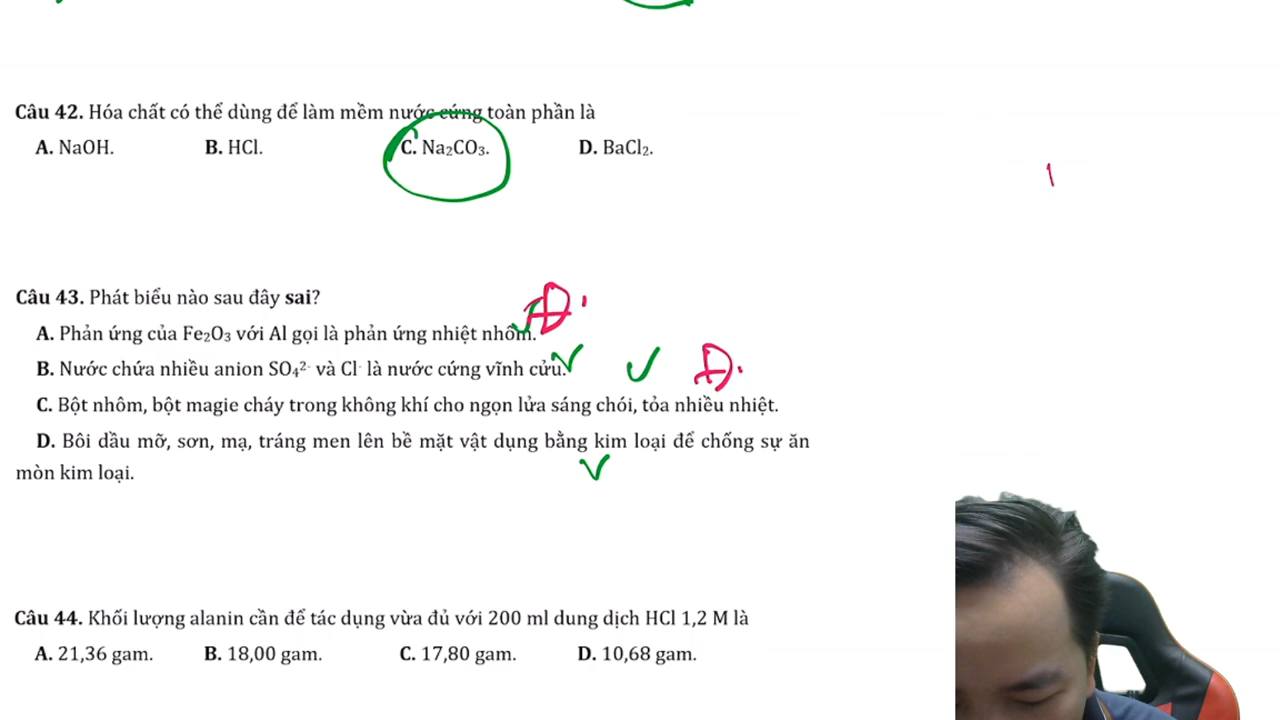 Câu 42. Hóa chất có thể dùng để làm mềm nước cứng toàn phần là
A. NaOH. B. HCl. C. Na₂CO₃. D. BaCl₂.
Câu 43. Phát biểu nào sau đây sai?
Đ.
A. Phản ứng của Fe₂O₃ với Al gọi là phản ứng nhiệt nhôm.
B. Nước chứa nhiều anion SO₄²⁻ và Cl⁻ là nước cứng vĩnh cửu. Đ.
C. Bột nhôm, bột magie cháy trong không khí cho ngọn lửa sáng chói, tỏa nhiều nhiệt.
D. Bôi dầu mỡ, sơn, mạ, tráng men lên bề mặt vật dụng bằng kim loại để chống sự ăn
mòn kim loại.
Câu 44. Khối lượng alanin cần để tác dụng vừa đủ với 200 ml dung dịch HCl 1,2 M là
A. 21,36 gam. B. 18,00 gam. C. 17,80 gam. D. 10,68 gam.